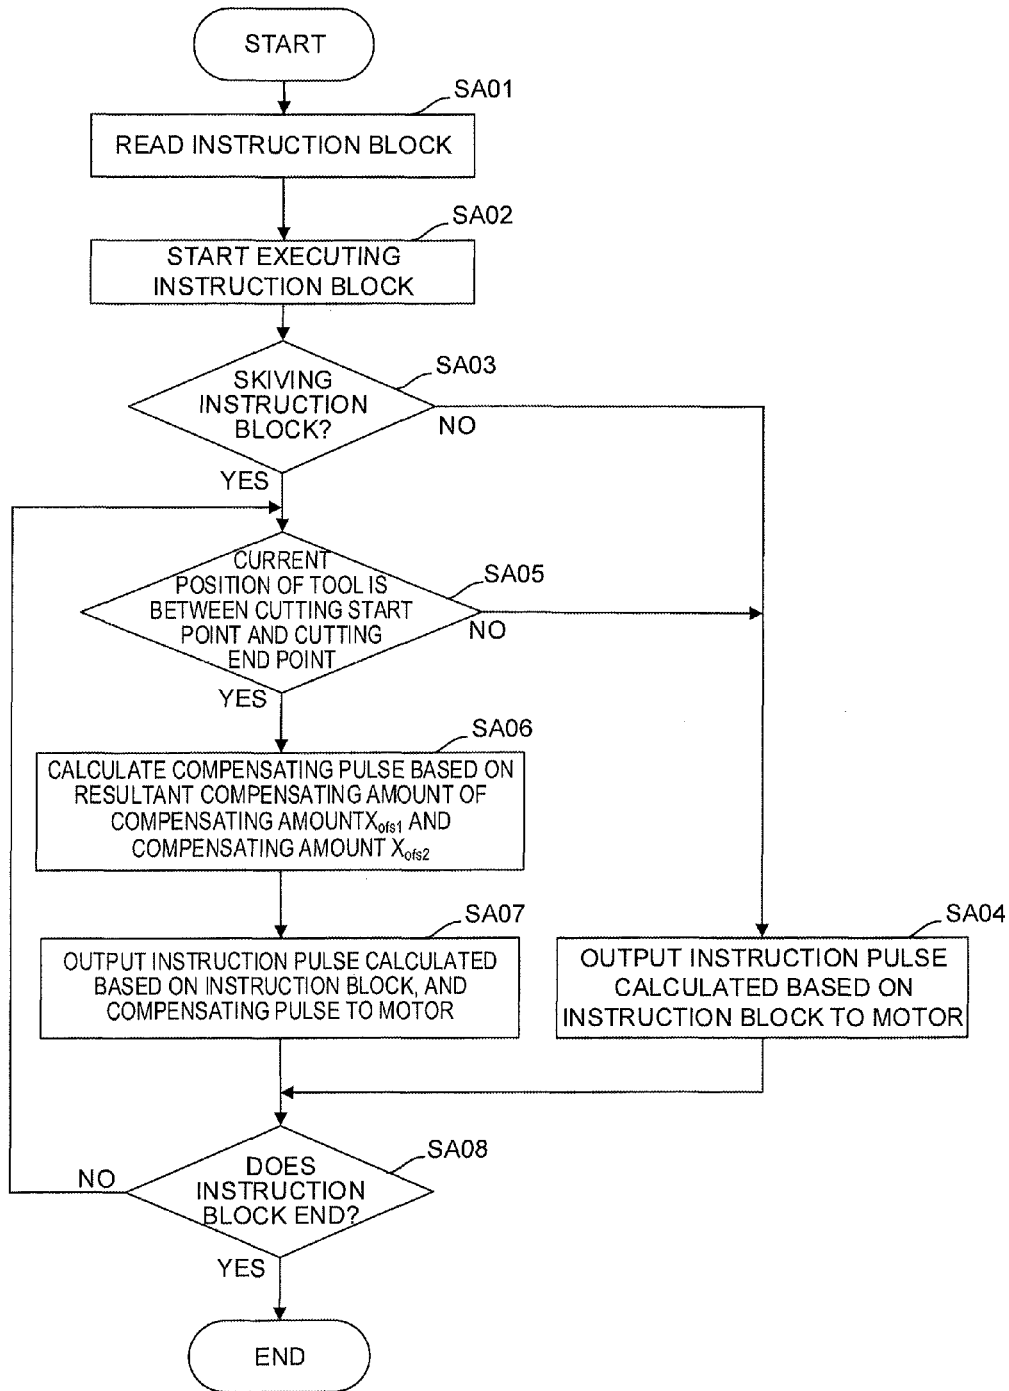 START
SA01
READ INSTRUCTION BLOCK
SA02
START EXECUTING
INSTRUCTION BLOCK
SA03
SKIVING
INSTRUCTION
BLOCK?
NO
YES
CURRENT
POSITION OF TOOL IS
BETWEEN CUTTING START
POINT AND CUTTING
END POINT
SA05
NO
YES
SA06
CALCULATE COMPENSATING PULSE BASED ON
RESULTANT COMPENSATING AMOUNT OF
COMPENSATING AMOUNTXofs1 AND
COMPENSATING AMOUNT Xofs2
SA07
OUTPUT INSTRUCTION PULSE CALCULATED
BASED ON INSTRUCTION BLOCK, AND
COMPENSATING PULSE TO MOTOR
SA04
OUTPUT INSTRUCTION PULSE
CALCULATED BASED ON
INSTRUCTION BLOCK TO MOTOR
SA08
DOES
INSTRUCTION
BLOCK END?
NO
YES
END